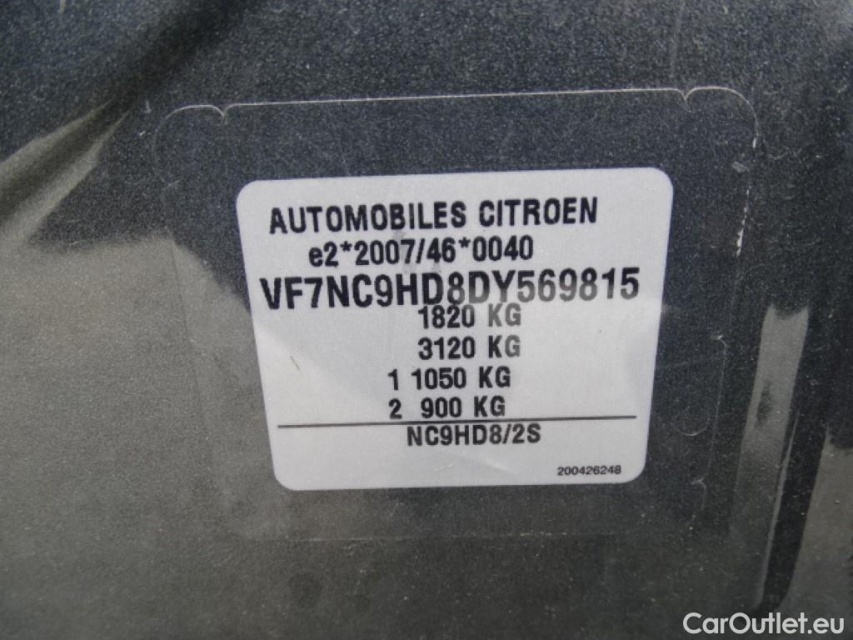 AUTOMOBILES CITROEN
e2*2007/46*0040
VF7NC9HD8DY569815
1820 KG
3120 KG
1 1050 KG
2 900 KG
NC9HD8/2S
200426248
CarOutlet.eu